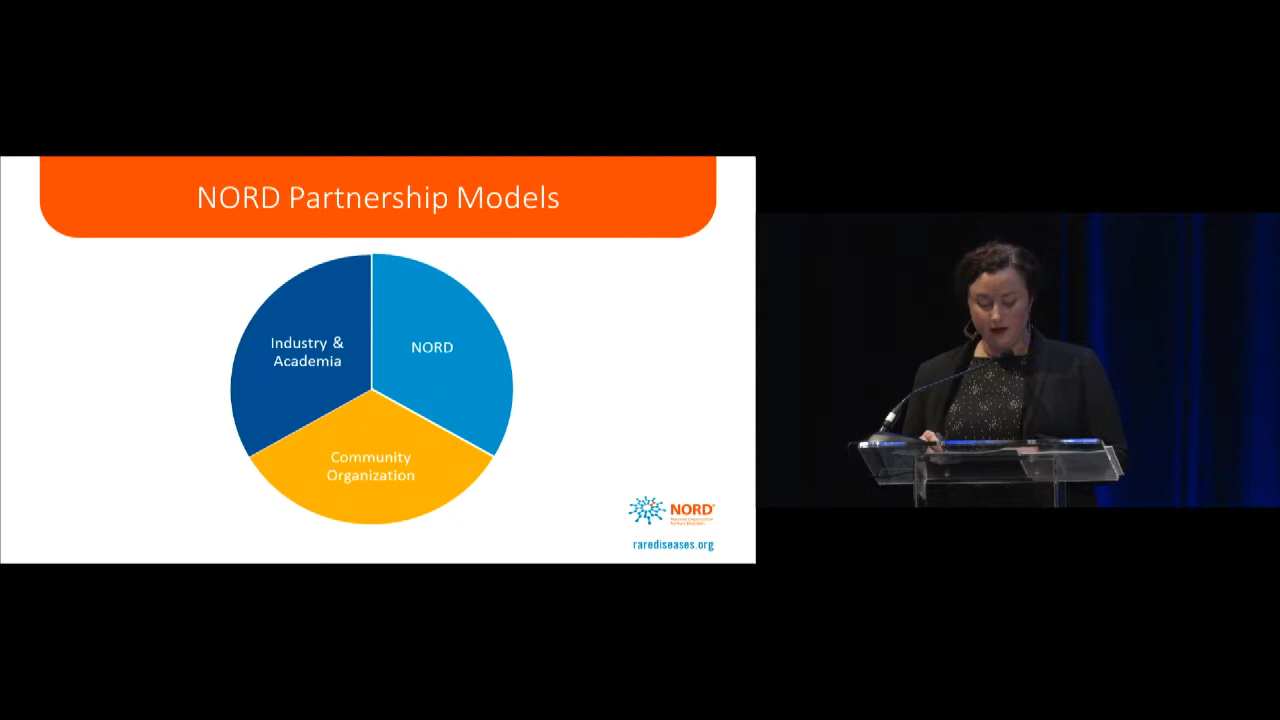 NORD Partnership Models
Industry &
Academia
NORD
Community
Organization
NORD
rarediseases.org